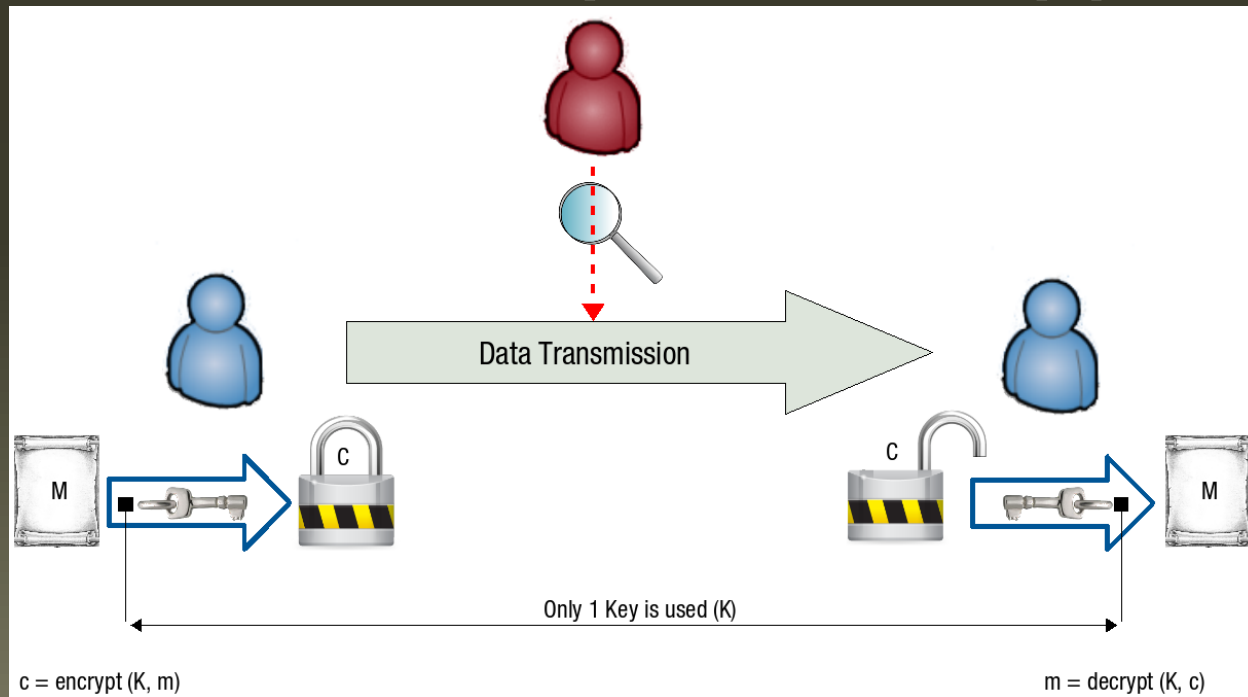 Data Transmission
C
C
M
M
Only 1 Key is used (K)
c = encrypt (K, m)
m = decrypt (K, c)